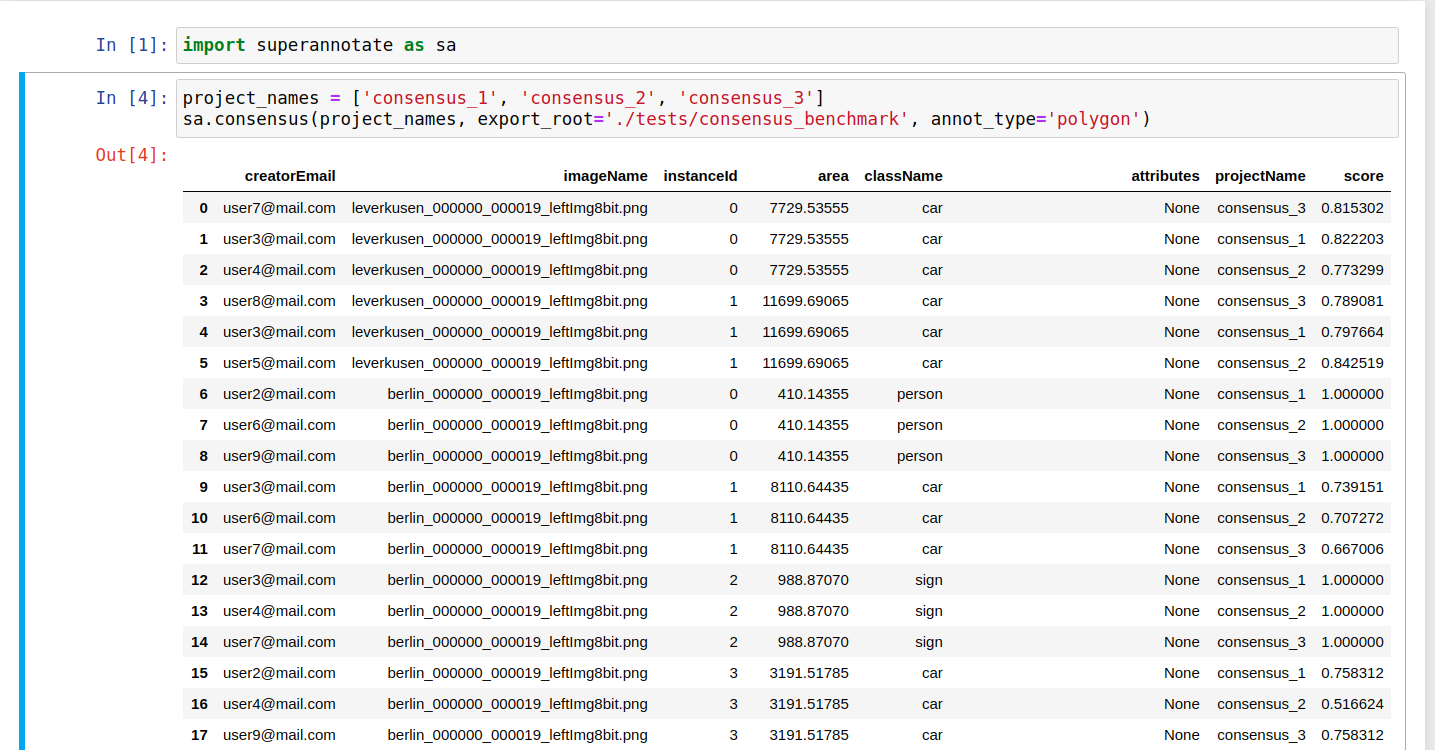 In [1]: import superannotate as sa
In [4]: project_names = ['consensus_1', 'consensus_2', 'consensus_3']
sa.consensus(project_names, export_root='./tests/consensus_benchmark', annot_type='polygon')
Out[4]:
creatorEmail imageName instanceId area className attributes projectName score
0 user7@mail.com leverkusen_000000_000019_leftImg8bit.png 0 7729.53555 car None consensus_3 0.815302
1 user3@mail.com leverkusen_000000_000019_leftImg8bit.png 0 7729.53555 car None consensus_1 0.822203
2 user4@mail.com leverkusen_000000_000019_leftImg8bit.png 0 7729.53555 car None consensus_2 0.773299
3 user8@mail.com leverkusen_000000_000019_leftImg8bit.png 1 11699.69065 car None consensus_3 0.789081
4 user3@mail.com leverkusen_000000_000019_leftImg8bit.png 1 11699.69065 car None consensus_1 0.797664
5 user5@mail.com leverkusen_000000_000019_leftImg8bit.png 1 11699.69065 car None consensus_2 0.842519
6 user2@mail.com berlin_000000_000019_leftImg8bit.png 0 410.14355 person None consensus_1 1.000000
7 user6@mail.com berlin_000000_000019_leftImg8bit.png 0 410.14355 person None consensus_2 1.000000
8 user9@mail.com berlin_000000_000019_leftImg8bit.png 0 410.14355 person None consensus_3 1.000000
9 user3@mail.com berlin_000000_000019_leftImg8bit.png 1 8110.64435 car None consensus_1 0.739151
10 user6@mail.com berlin_000000_000019_leftImg8bit.png 1 8110.64435 car None consensus_2 0.707272
11 user7@mail.com berlin_000000_000019_leftImg8bit.png 1 8110.64435 car None consensus_3 0.667006
12 user3@mail.com berlin_000000_000019_leftImg8bit.png 2 988.87070 sign None consensus_1 1.000000
13 user4@mail.com berlin_000000_000019_leftImg8bit.png 2 988.87070 sign None consensus_2 1.000000
14 user7@mail.com berlin_000000_000019_leftImg8bit.png 2 988.87070 sign None consensus_3 1.000000
15 user2@mail.com berlin_000000_000019_leftImg8bit.png 3 3191.51785 car None consensus_1 0.758312
16 user4@mail.com berlin_000000_000019_leftImg8bit.png 3 3191.51785 car None consensus_2 0.516624
17 user9@mail.com berlin_000000_000019_leftImg8bit.png 3 3191.51785 car None consensus_3 0.758312